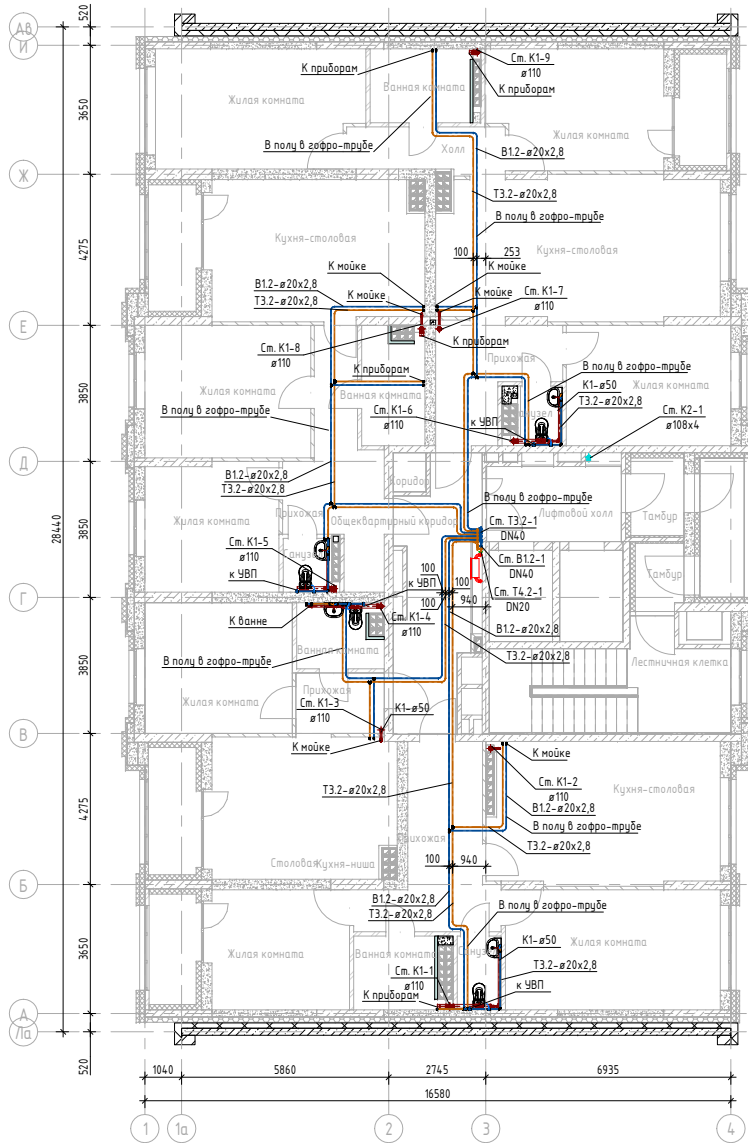 520
Ав
И
Ст. К1-9
ø110
К приборам
К приборам
Ванная комната
Жилая комната
3650
В полу в гофро-трубе
Холл
Жилая комната
В1.2-ø20х2,8
Ж
Т3.2-ø20х2,8
В полу в гофро-трубе
Кухня-столовая
100
253
Кухня-столовая
4275
К мойке
К мойке
В1.2-ø20х2,8
К мойке
К мойке
Т3.2-ø20х2,8
Ст. К1-7
ø110
Е
Ст. К1-8
ø110
К приборам
Прихожая
В полу в гофро-трубе
Жилая комната
К приборам
Жилая комната
К1-ø50
3850
Ванная комната
Т3.2-ø20х2,8
В полу в гофро-трубе
Ст. К1-6
ø110
Санузел
Ст. К2-1
ø108х4
к УВП
Д
В1.2-ø20х2,8
Т3.2-ø20х2,8
Коридор
В полу в гофро-трубе
28440
3850
Прихожая
Жилая комната
Общеквартирный коридор
Лифтовой холл
Тамбур
Ст. Т3.2-1
DN40
Ст. К1-5
ø110
Санузел
Ст. В1.2-1
DN40
Тамбур
к УВП
к УВП
100
100
Ст. Т4.2-1
DN20
Г
100
940
К ванне
Ст. К1-4
ø110
В1.2-ø20х2,8
Ванная комната
Т3.2-ø20х2,8
В полу в гофро-трубе
Лестничная клетка
3850
Прихожая
Жилая комната
Ст. К1-3
ø110
К1-ø50
В
К мойке
К мойке
Ст. К1-2
ø110
Т3.2-ø20х2,8
Кухня-столовая
В1.2-ø20х2,8
4275
В полу в гофро-трубе
Прихожая
Т3.2-ø20х2,8
Столовая
Кухня-ниша
100
940
Б
В1.2-ø20х2,8
Т3.2-ø20х2,8
В полу в гофро-трубе
3650
К1-ø50
Жилая комната
Ванная комната
Санузел
Жилая комната
Ст. К1-1
ø110
Т3.2-ø20х2,8
К приборам
к УВП
А
Ла
520
1040
5860
2745
6935
16580
1
1а
2
3
4